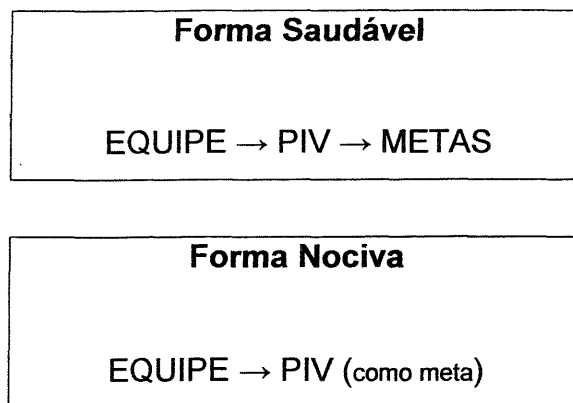 Forma Saudável
EQUIPE → PIV → METAS
Forma Nociva
EQUIPE → PIV (como meta)